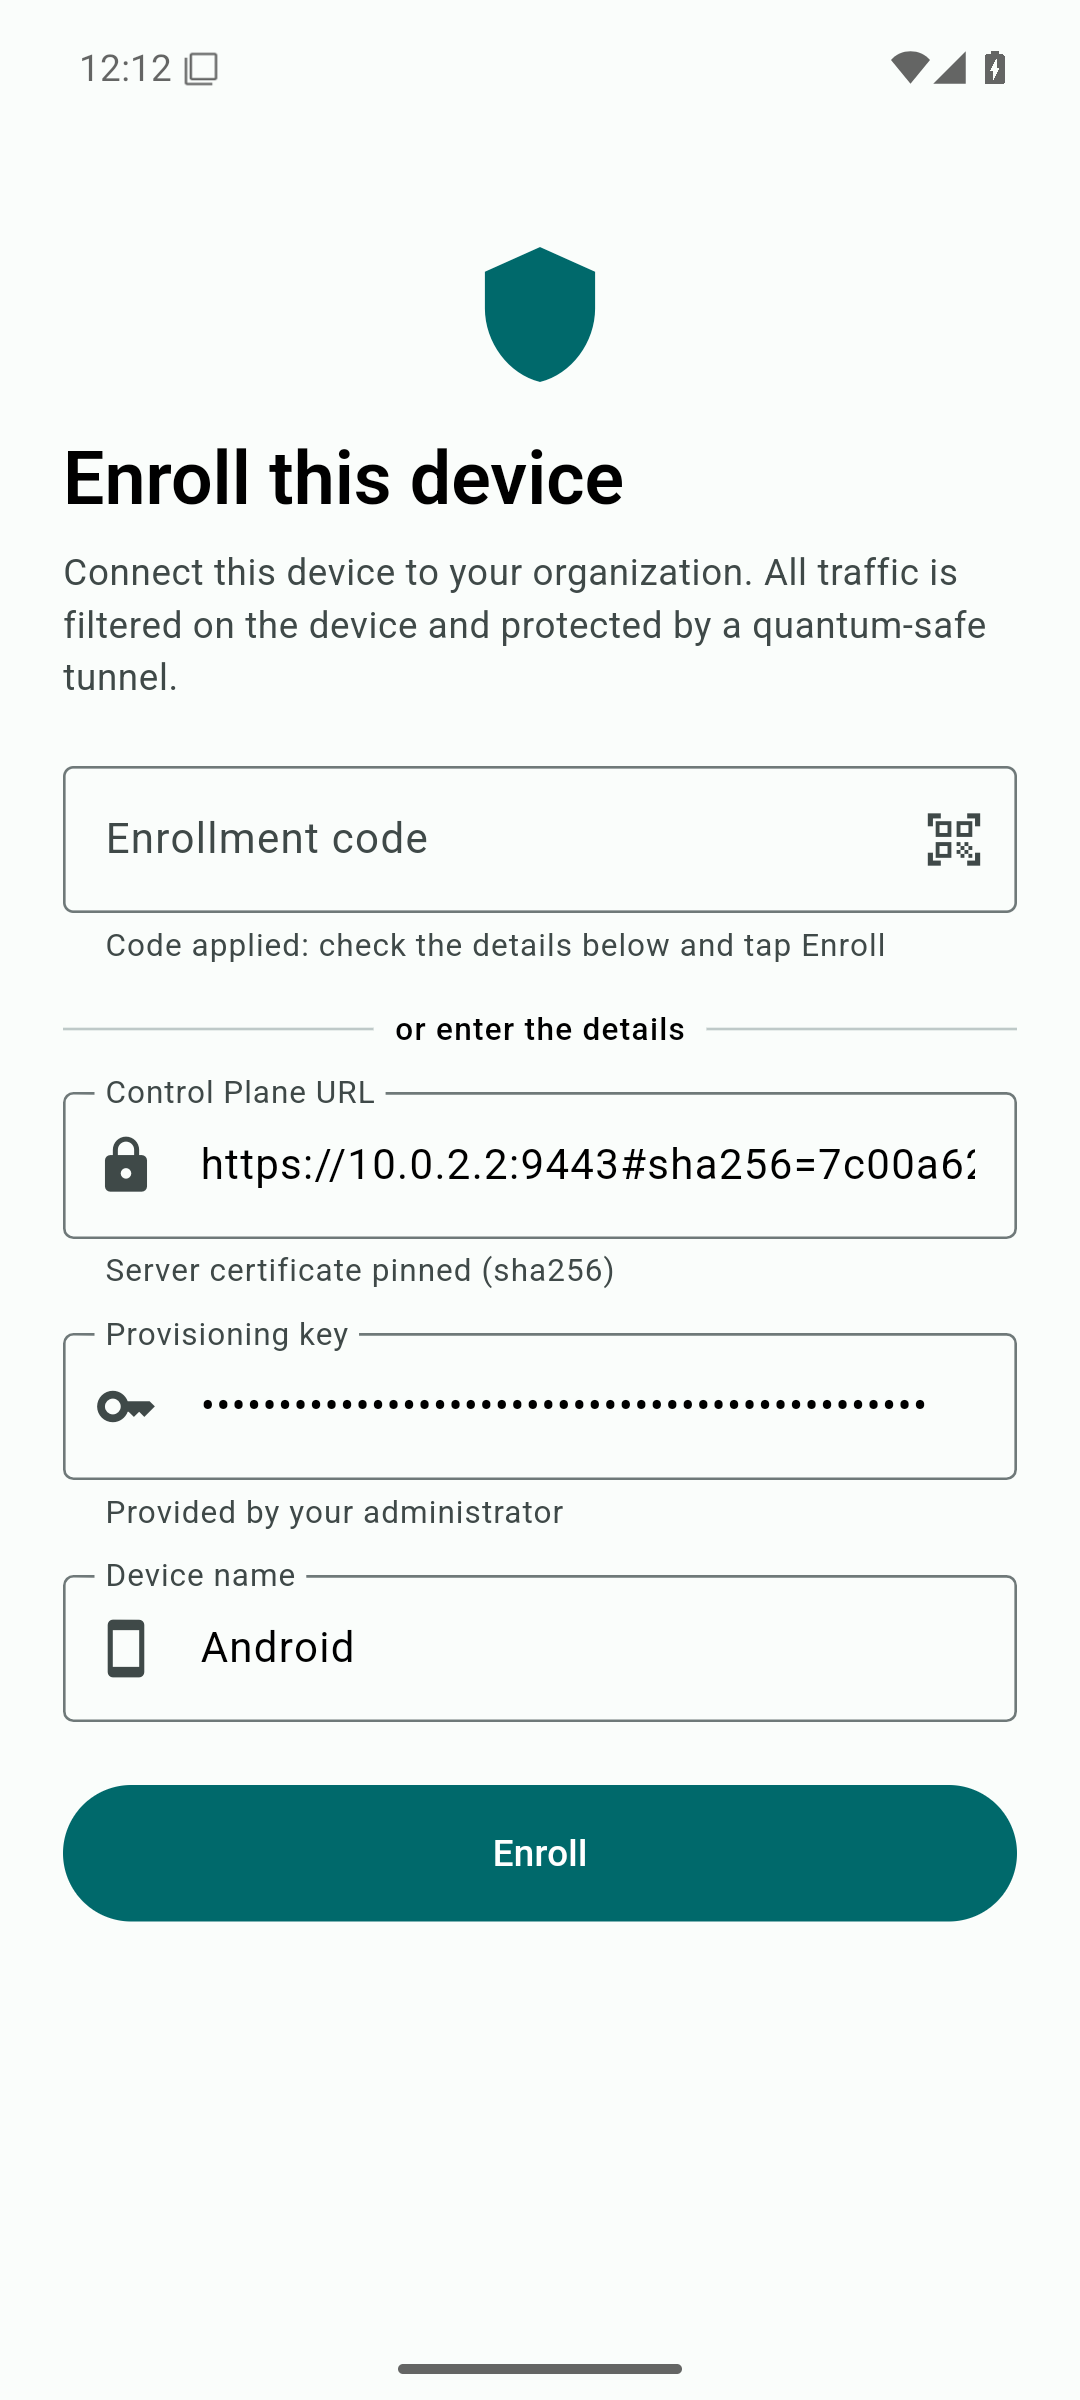 12:12
Enroll this device
Connect this device to your organization. All traffic is
filtered on the device and protected by a quantum-safe
tunnel.
Enrollment code
Code applied: check the details below and tap Enroll
or enter the details
Control Plane URL
https://10.0.2.2:9443#sha256=7c00a62
Server certificate pinned (sha256)
Provisioning key
•••••••••••••••••••••••••••••••••••••••••••••••
Provided by your administrator
Device name
Android
Enroll